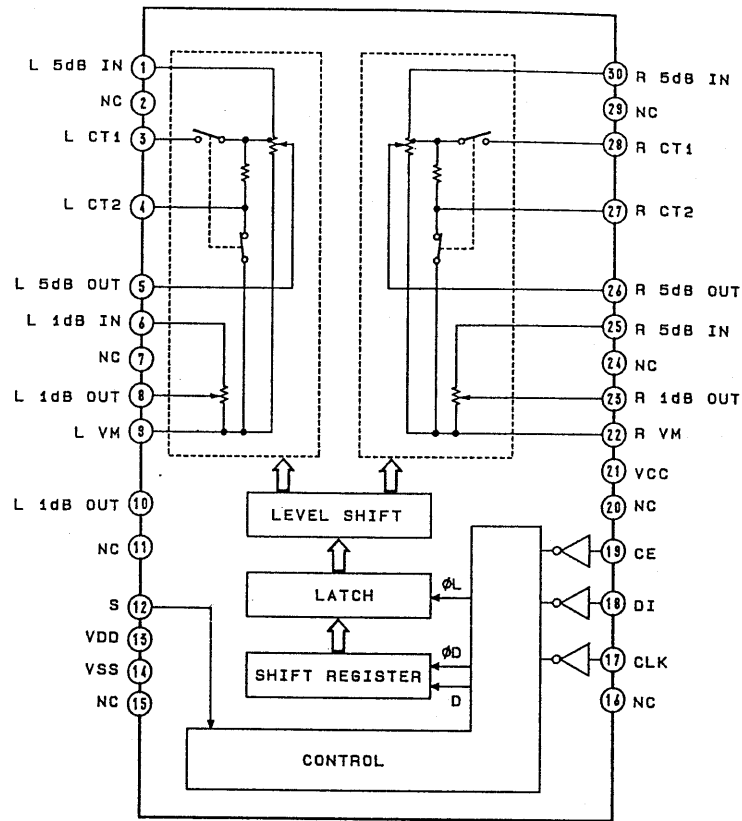 L 5dB IN 1
NC 2
L CT1 3
L CT2 4
L 5dB OUT 5
L 1dB IN 6
NC 7
L 1dB OUT 8
L VM 9
L 1dB OUT 10
NC 11
S 12
VDD 13
VSS 14
NC 15
30 R 5dB IN
29 NC
28 R CT1
27 R CT2
26 R 5dB OUT
25 R 5dB IN
24 NC
23 R 1dB OUT
22 R VM
21 VCC
20 NC
19 CE
18 DI
17 CLK
16 NC
LEVEL SHIFT
LATCH
øL
SHIFT REGISTER
øD
D
CONTROL